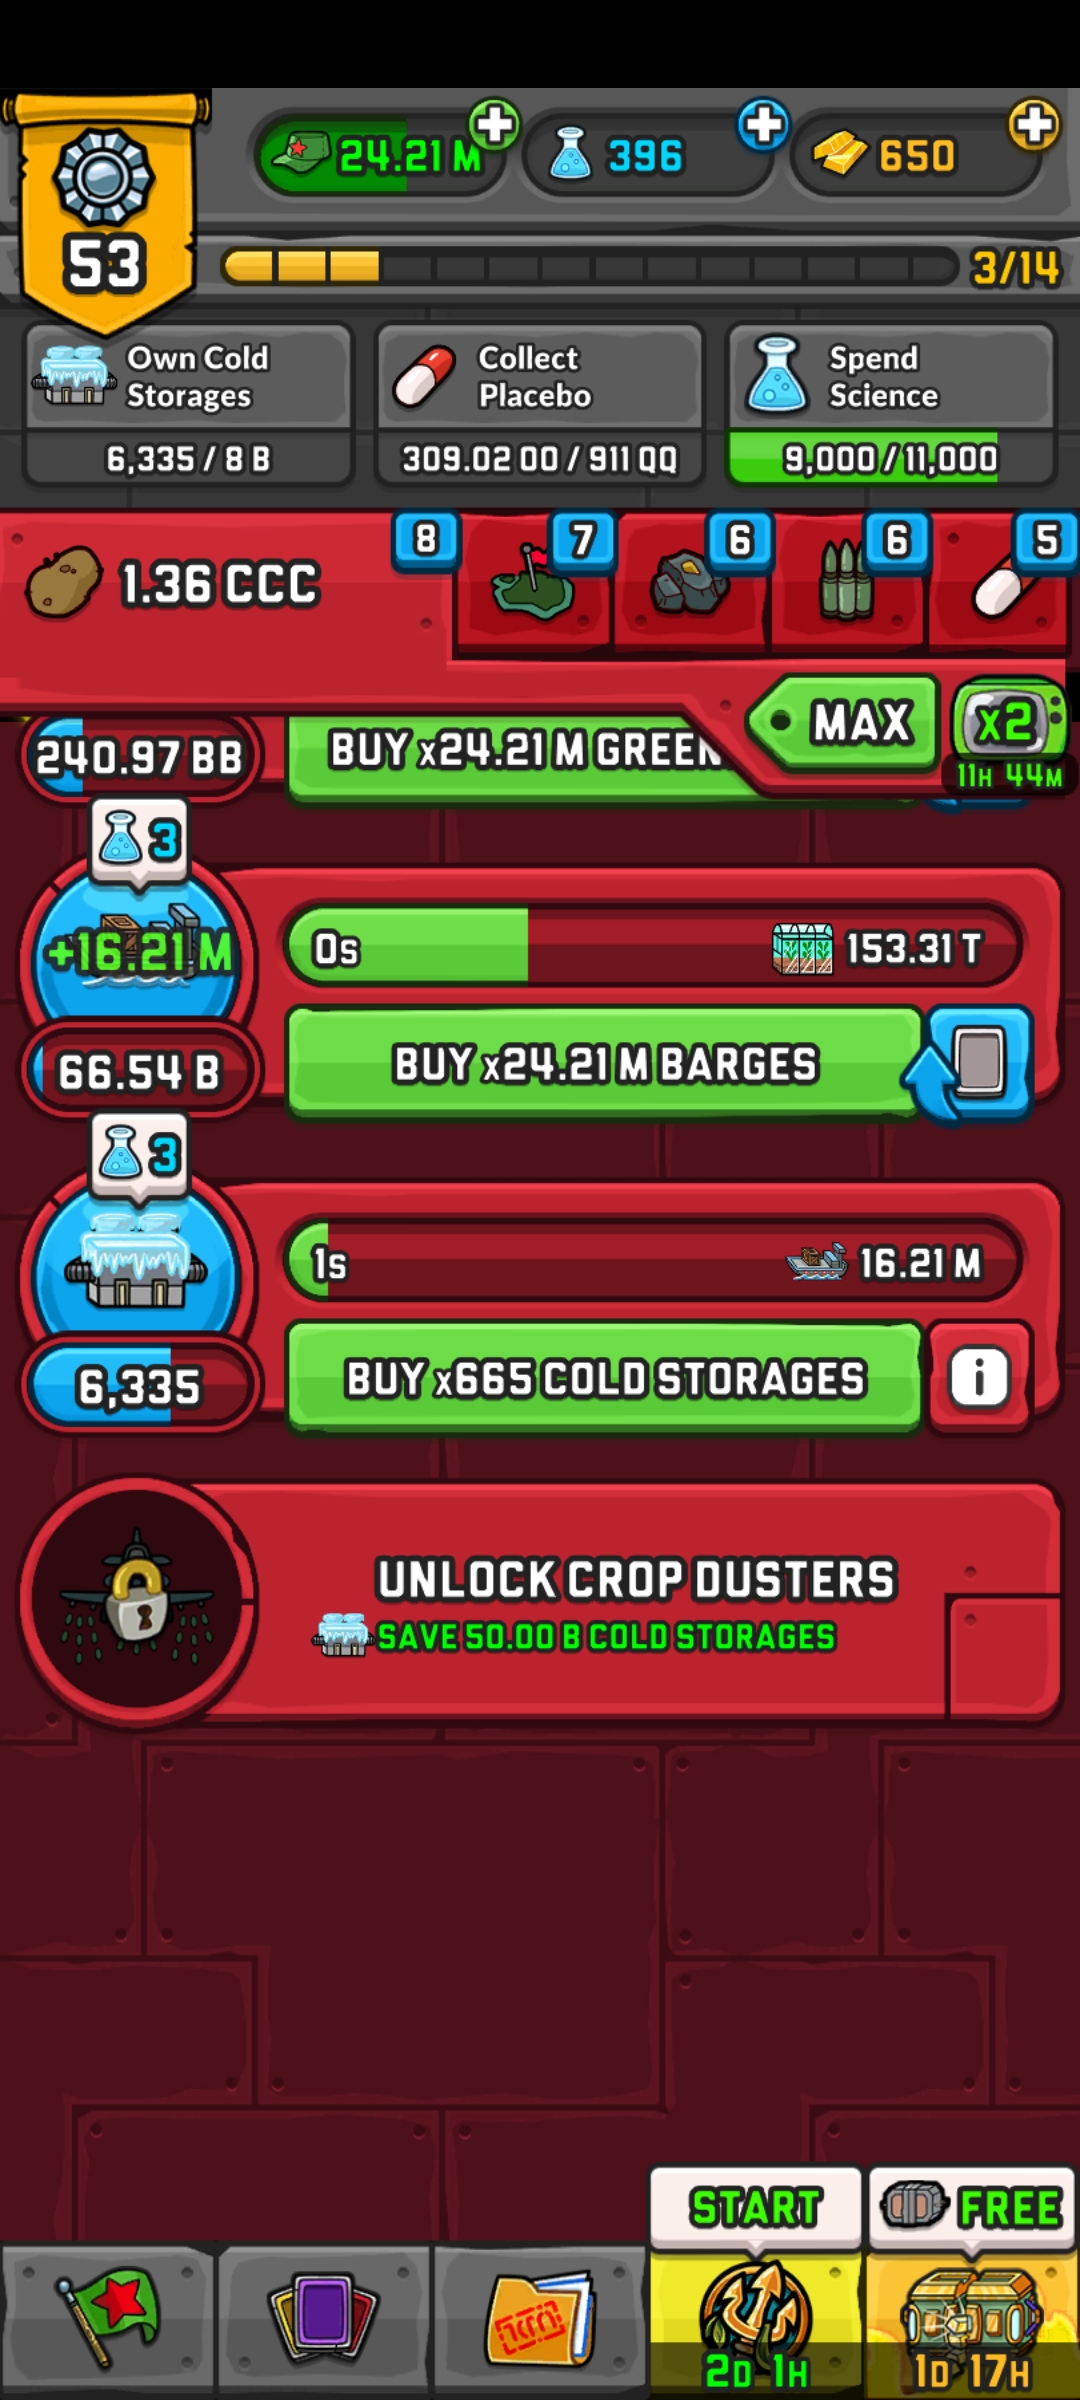 24.21 M
396
650
53
3/14
Own Cold
Storages
6,335 / 8 B
Collect
Placebo
309.02 OO / 911 QQ
Spend
Science
9,000 / 11,000
1.36 CCC
8
7
6
6
5
MAX
x2
11H 44M
240.97 BB
BUY x24.21 M GREEN
3
+16.21 M
0s
153.31 T
66.54 B
BUY x24.21 M BARGES
3
1s
16.21 M
6,335
BUY x665 COLD STORAGES
i
UNLOCK CROP DUSTERS
SAVE 50.00 B COLD STORAGES
START
FREE
2D 1H
1D 17H